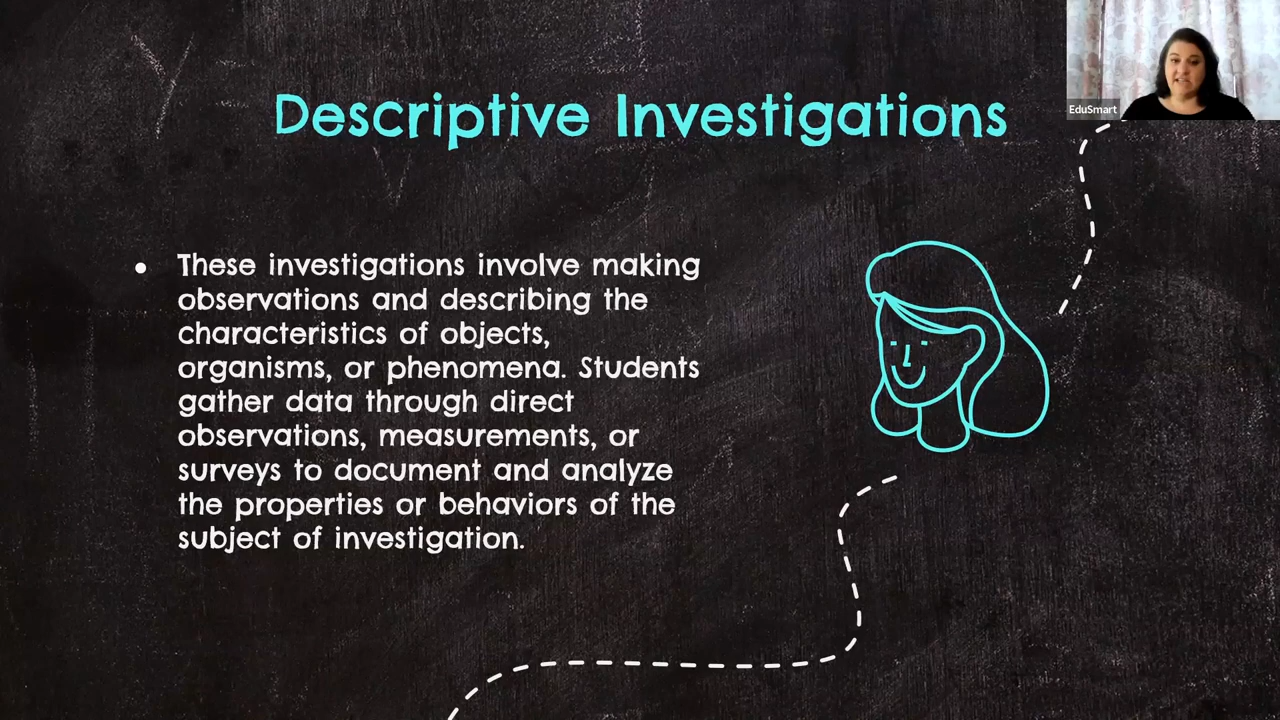 Descriptive Investigations
EduSmart
● These investigations involve making
observations and describing the
characteristics of objects,
organisms, or phenomena. Students
gather data through direct
observations, measurements, or
surveys to document and analyze
the properties or behaviors of the
subject of investigation.